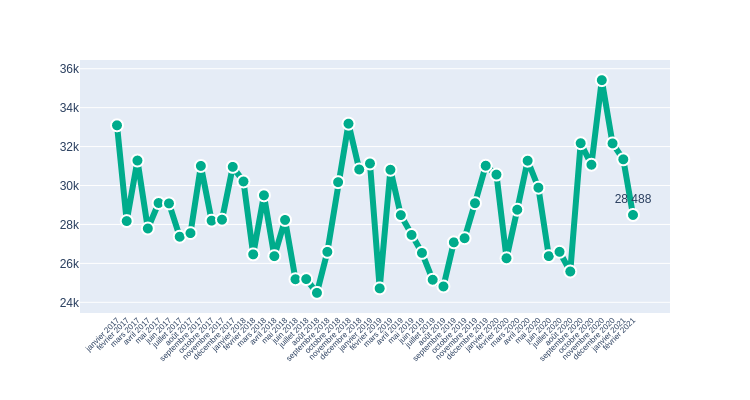 36k
34k
32k
30k
28k
26k
24k
28 488
janvier 2017
février 2017
mars 2017
avril 2017
mai 2017
juin 2017
juillet 2017
août 2017
septembre 2017
octobre 2017
novembre 2017
décembre 2017
janvier 2018
février 2018
mars 2018
avril 2018
mai 2018
juin 2018
juillet 2018
août 2018
septembre 2018
octobre 2018
novembre 2018
décembre 2018
janvier 2019
février 2019
mars 2019
avril 2019
mai 2019
juin 2019
juillet 2019
août 2019
septembre 2019
octobre 2019
novembre 2019
décembre 2019
janvier 2020
février 2020
mars 2020
avril 2020
mai 2020
juin 2020
juillet 2020
août 2020
septembre 2020
octobre 2020
novembre 2020
décembre 2020
janvier 2021
février 2021